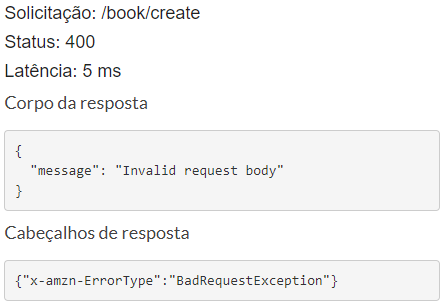 Solicitação: /book/create
Status: 400
Latência: 5 ms
Corpo da resposta
{
  "message": "Invalid request body"
}
Cabeçalhos de resposta
{"x-amzn-ErrorType":"BadRequestException"}